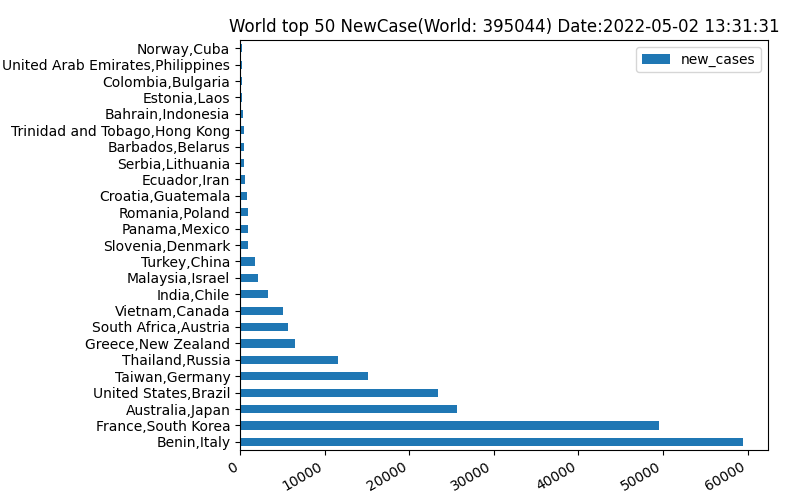 World top 50 NewCase(World: 395044) Date:2022-05-02 13:31:31
new_cases
Norway,Cuba
United Arab Emirates,Philippines
Colombia,Bulgaria
Estonia,Laos
Bahrain,Indonesia
Trinidad and Tobago,Hong Kong
Barbados,Belarus
Serbia,Lithuania
Ecuador,Iran
Croatia,Guatemala
Romania,Poland
Panama,Mexico
Slovenia,Denmark
Turkey,China
Malaysia,Israel
India,Chile
Vietnam,Canada
South Africa,Austria
Greece,New Zealand
Thailand,Russia
Taiwan,Germany
United States,Brazil
Australia,Japan
France,South Korea
Benin,Italy
0 10000 20000 30000 40000 50000 60000